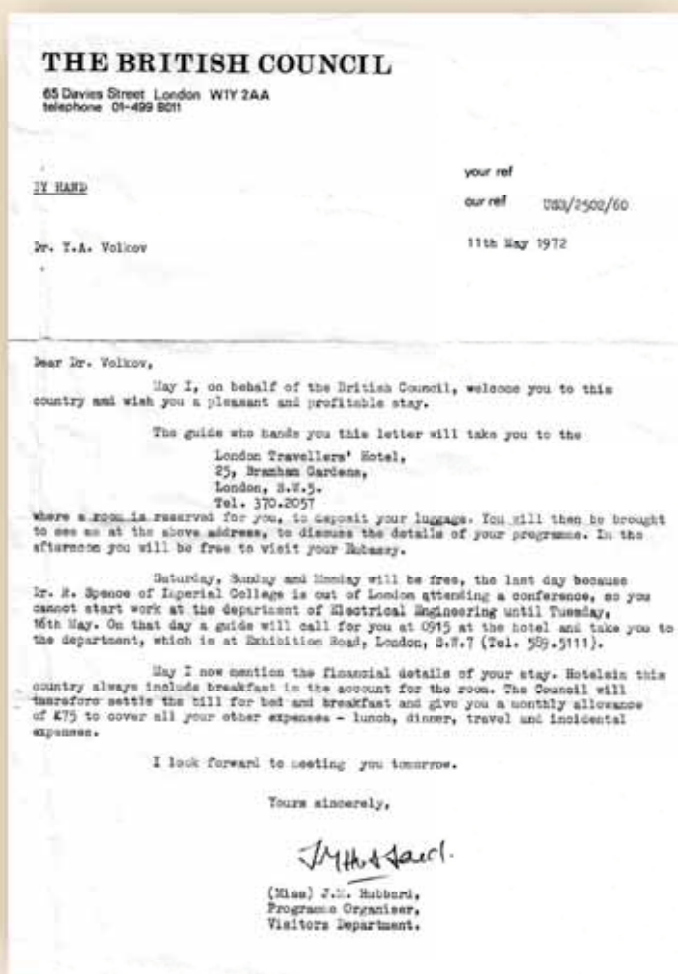 THE BRITISH COUNCIL
65 Davies Street London W1Y 2AA
telephone 01-499 8011
your ref
BY HAND
our ref /2502/60
Dr. Y.A. Volkov
11th May 1972
Dear Dr. Volkov,
May I, on behalf of the British Council, welcome you to this
country and wish you a pleasant and profitable stay.
The guide who hands you this letter will take you to the
London Travellers' Hotel,
25, Bramham Gardens,
London, S.W.5.
Tel. 370.2057
where a room is reserved for you, to deposit your luggage. You will then be brought
to see me at the above address, to discuss the details of your programme. In the
afternoon you will be free to visit your Embassy.
Saturday, Sunday and Monday will be free, the last day because
Dr. R. Spence of Imperial College is out of London attending a conference, so you
cannot start work at the department of Electrical Engineering until Tuesday,
16th May. On that day a guide will call for you at 0915 at the hotel and take you to
the department, which is at Exhibition Road, London, S.W.7 (Tel. 589.5111).
May I now mention the financial details of your stay. Hotelsin this
country always include breakfast in the account for the room. The Council will
therefore settle the bill for bed and breakfast and give you a monthly allowance
of £75 to cover all your other expenses - lunch, dinner, travel and incidental
expenses.
I look forward to meeting you tomorrow.
Yours sincerely,
(Miss) J.M. Hubbard,
Programme Organiser,
Visitors Department.